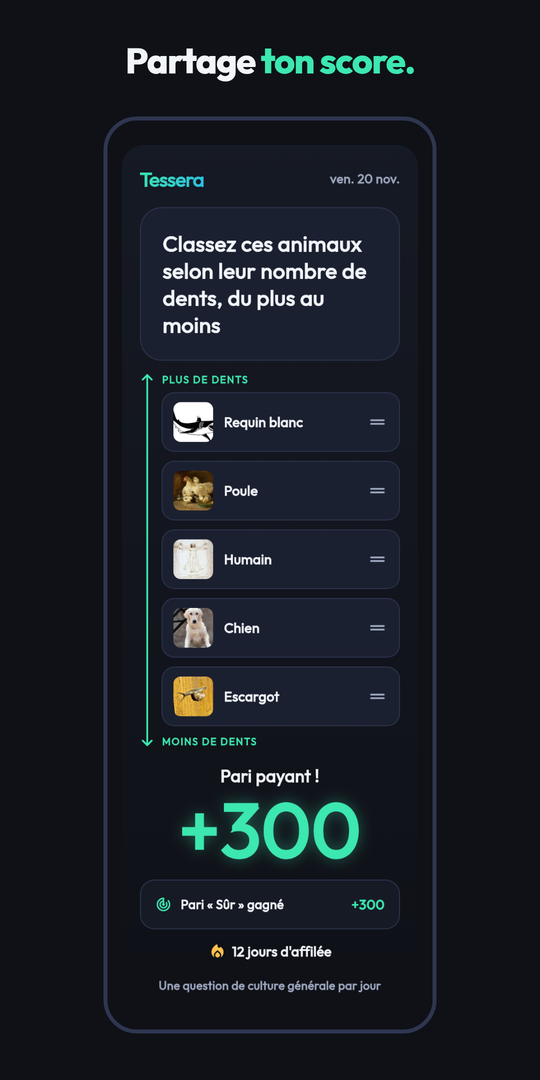 Partage ton score.
Tessera
ven. 20 nov.
Classez ces animaux
selon leur nombre de
dents, du plus au
moins
PLUS DE DENTS
Requin blanc
Poule
Humain
Chien
Escargot
MOINS DE DENTS
Pari payant !
+300
Pari « Sûr » gagné
+300
12 jours d'affilée
Une question de culture générale par jour